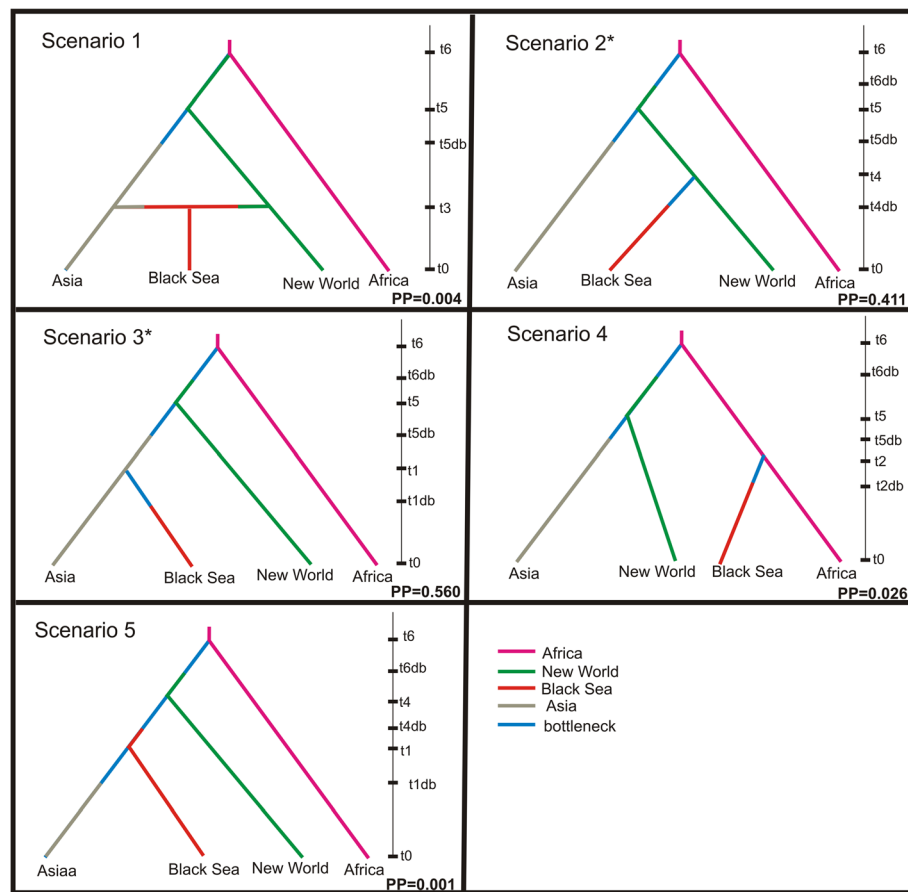 Scenario 1
t6
t5
t5db
t3
t0
Asia
Black Sea
New World
Africa
PP=0.004
Scenario 2*
t6
t6db
t5
t5db
t4
t4db
t0
Asia
Black Sea
New World
Africa
PP=0.411
Scenario 3*
t6
t6db
t5
t5db
t1
t1db
t0
Asia
Black Sea
New World
Africa
PP=0.560
Scenario 4
t6
t6db
t5
t5db
t2
t2db
t0
Asia
New World
Black Sea
Africa
PP=0.026
Scenario 5
t6
t6db
t4
t4db
t1
t1db
t0
Asiaa
Black Sea
New World
Africa
PP=0.001
Africa
New World
Black Sea
Asia
bottleneck